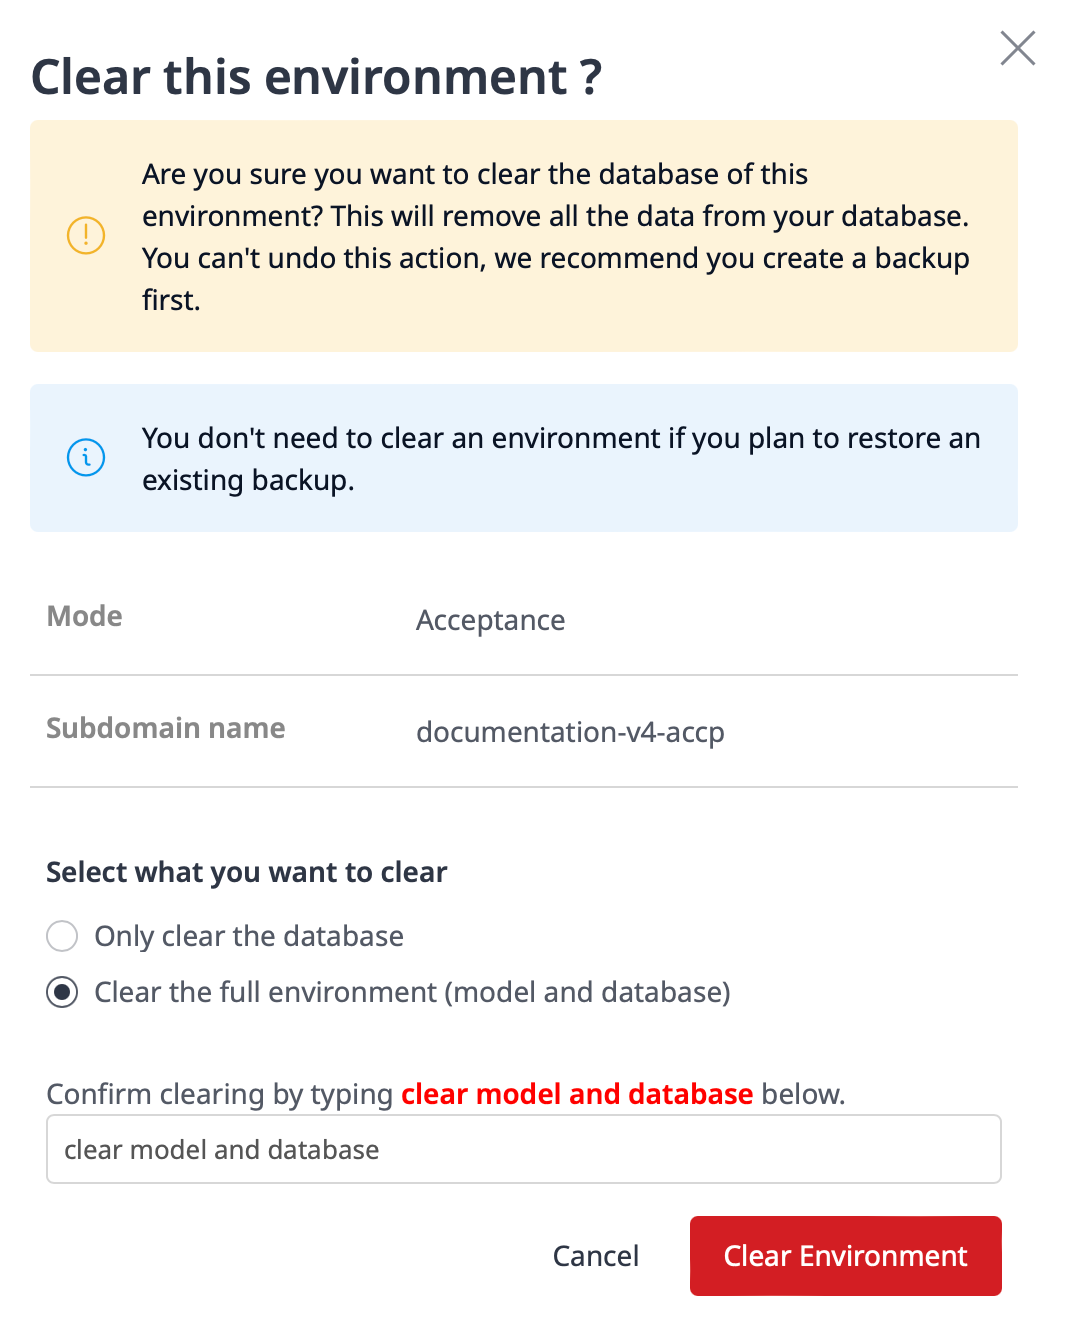 Clear this environment ?
Are you sure you want to clear the database of this
environment? This will remove all the data from your database.
You can't undo this action, we recommend you create a backup
first.
You don't need to clear an environment if you plan to restore an
existing backup.
Mode Acceptance
Subdomain name documentation-v4-accp
Select what you want to clear
Only clear the database
Clear the full environment (model and database)
Confirm clearing by typing clear model and database below.
clear model and database
Cancel Clear Environment